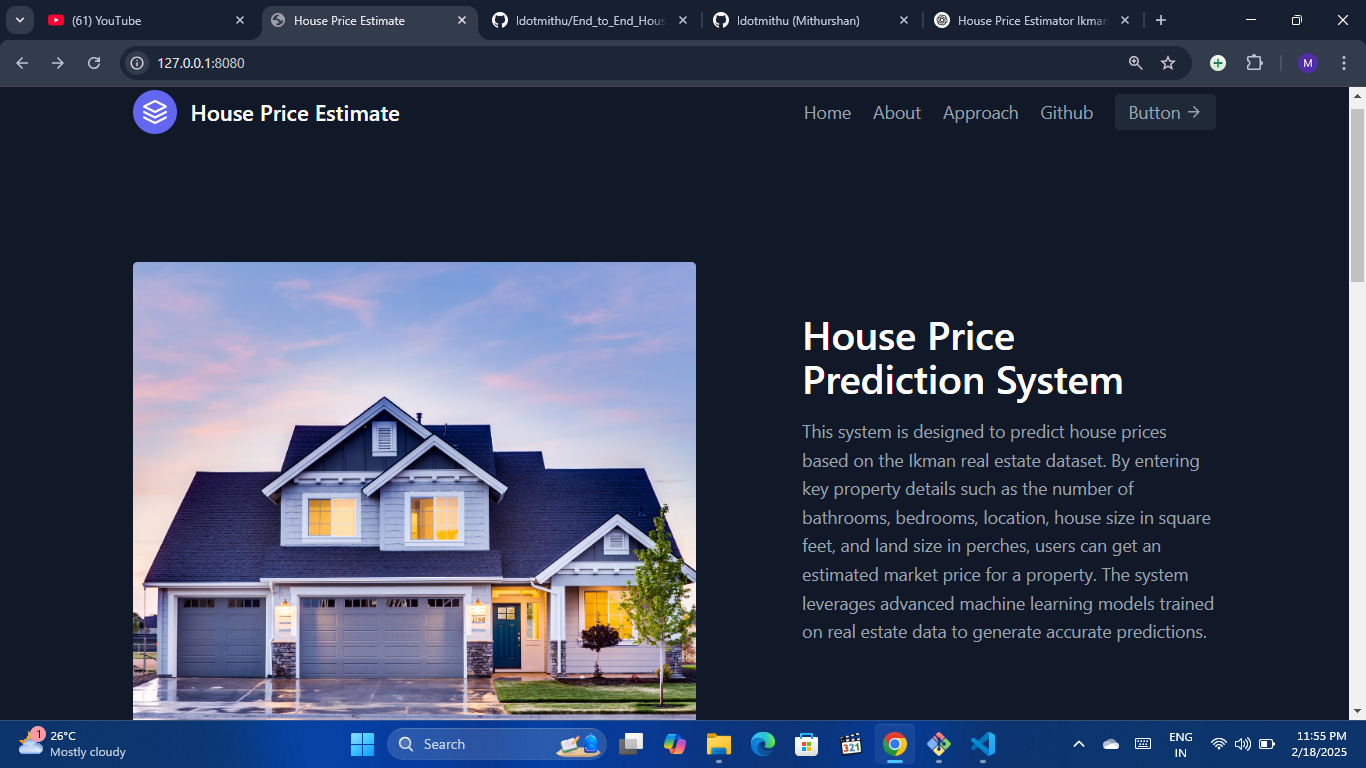 (61) YouTube
House Price Estimate
Idotmithu/End_to_End_Hous
Idotmithu (Mithurshan)
House Price Estimator Ikman
127.0.0.1:8080
M
House Price Estimate
Home About Approach Github Button →
House Price
Prediction System
This system is designed to predict house prices
based on the Ikman real estate dataset. By entering
key property details such as the number of
bathrooms, bedrooms, location, house size in square
feet, and land size in perches, users can get an
estimated market price for a property. The system
leverages advanced machine learning models trained
on real estate data to generate accurate predictions.
1
26°C
Mostly cloudy
Search
321
ENG
IN
11:55 PM
2/18/2025